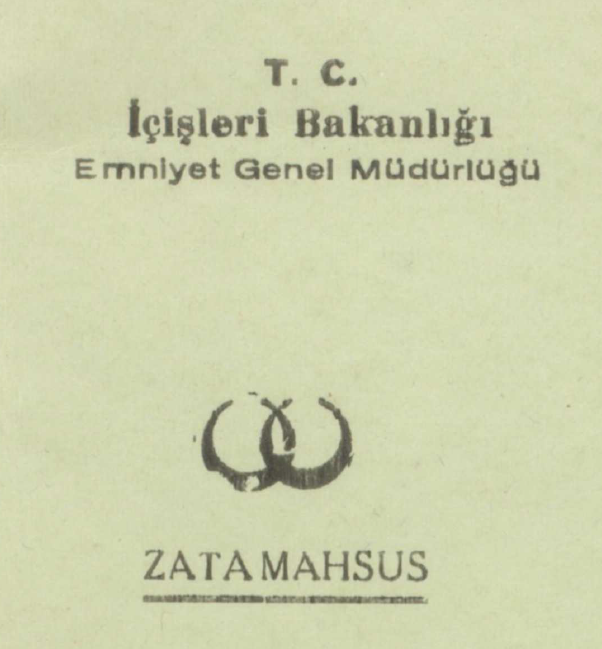 T. C.
İçişleri Bakanlığı
Emniyet Genel Müdürlüğü
ZATA MAHSUS